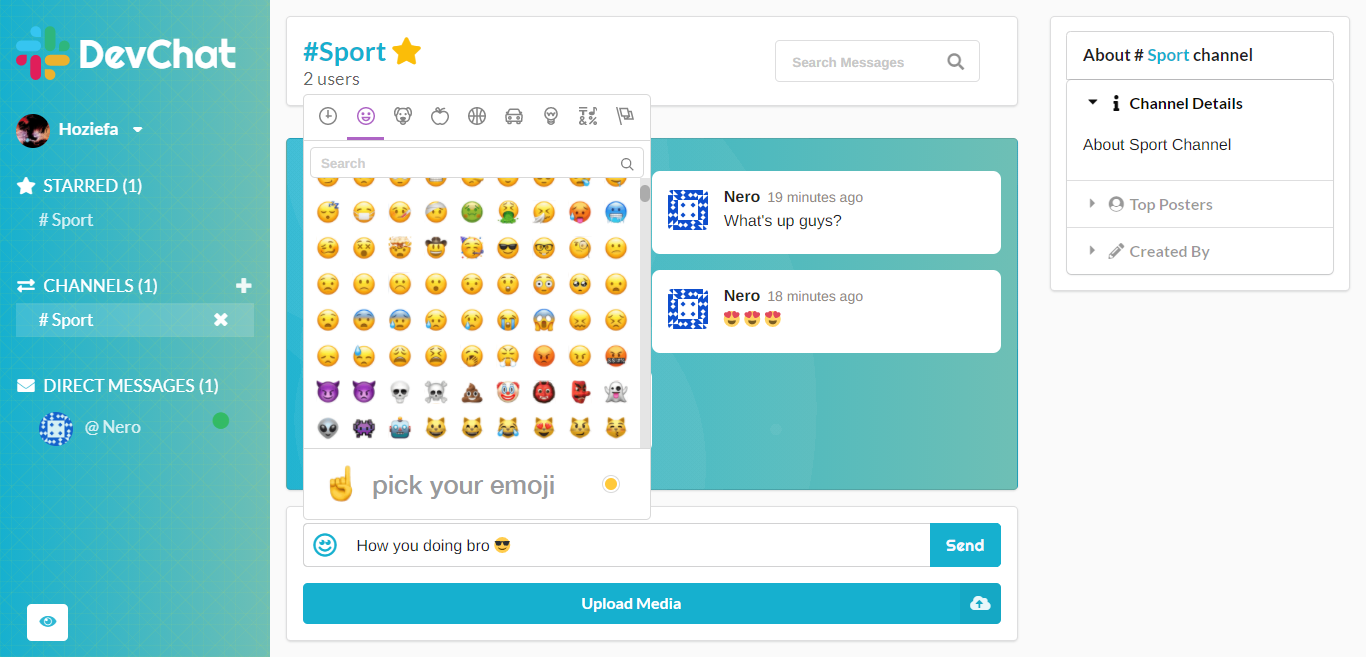 DevChat
Hoziefa
STARRED (1)
# Sport
CHANNELS (1)
# Sport
DIRECT MESSAGES (1)
@ Nero
#Sport
2 users
Search Messages
Search
Nero 19 minutes ago
What's up guys?
Nero 18 minutes ago
😍😍😍
pick your emoji
How you doing bro 😎
Send
Upload Media
About # Sport channel
Channel Details
About Sport Channel
Top Posters
Created By